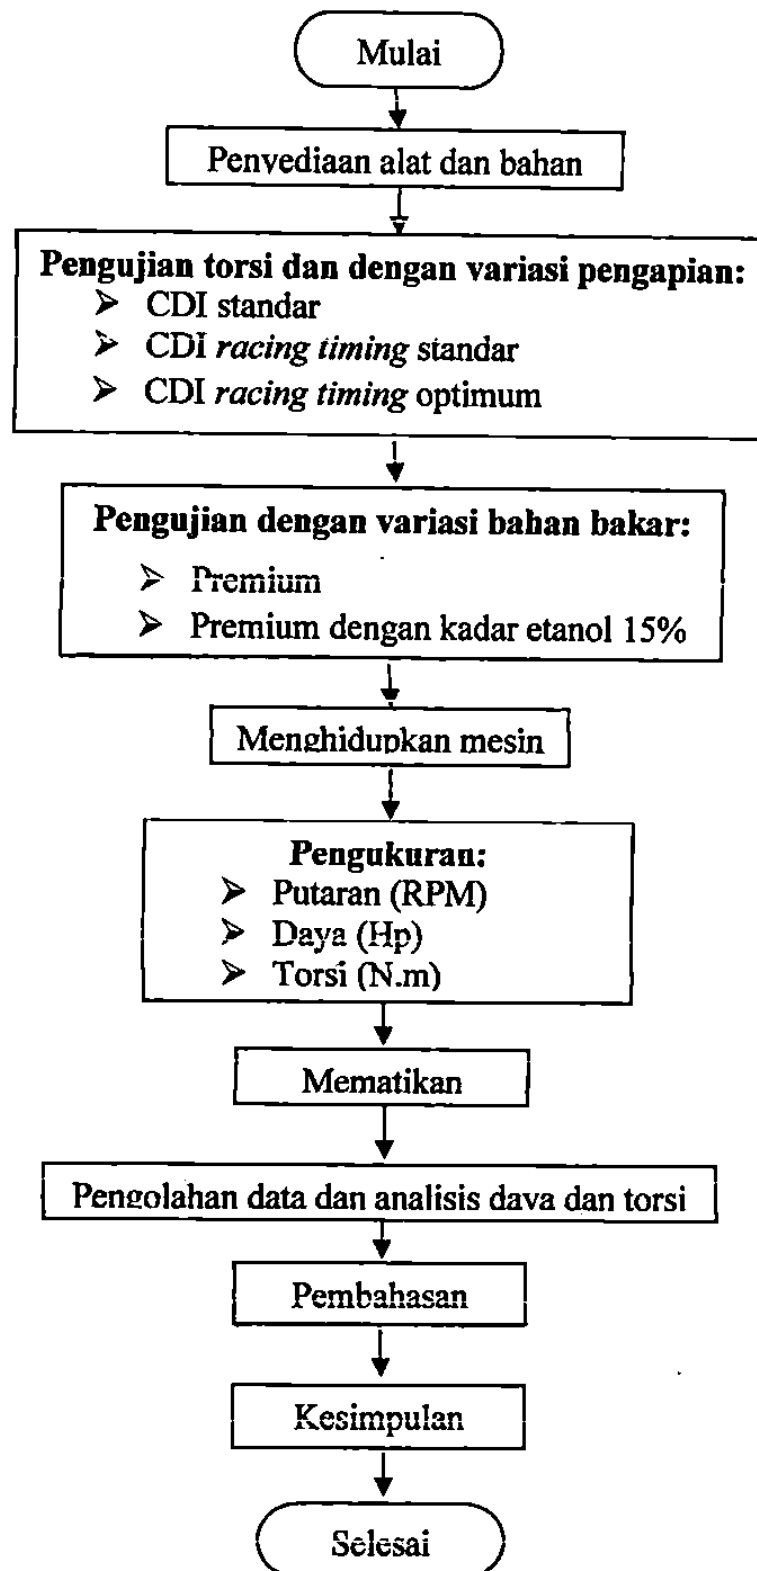 Mulai
Penyediaan alat dan bahan
Pengujian torsi dan dengan variasi pengapian:
➤ CDI standar
➤ CDI racing timing standar
➤ CDI racing timing optimum
Pengujian dengan variasi bahan bakar:
➤ Premium
➤ Premium dengan kadar etanol 15%
Menghidupkan mesin
Pengukuran:
➤ Putaran (RPM)
➤ Daya (Hp)
➤ Torsi (N.m)
Mematikan
Pengolahan data dan analisis daya dan torsi
Pembahasan
Kesimpulan
Selesai